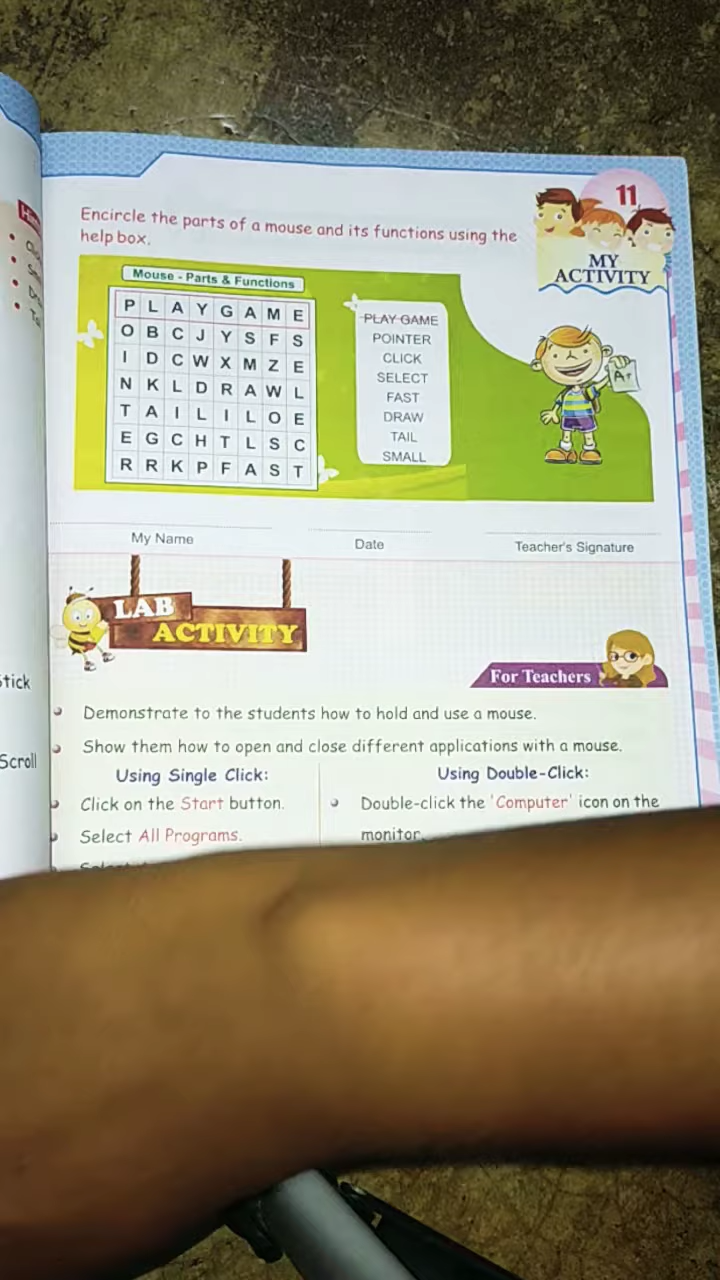 11
MY
ACTIVITY
Encircle the parts of a mouse and its functions using the
help box.
Mouse - Parts & Functions
P L A Y G A M E
O B C J Y S F S
I D C W X M Z E
N K L D R A W L
T A I L I L O E
E G C H T L S C
R R K P F A S T
PLAY GAME
POINTER
CLICK
SELECT
FAST
DRAW
TAIL
SMALL
A+
My Name
Date
Teacher's Signature
LAB
ACTIVITY
For Teachers
Demonstrate to the students how to hold and use a mouse.
Show them how to open and close different applications with a mouse.
Using Single Click:
Click on the Start button.
Select All Programs.
Using Double-Click:
Double-click the 'Computer' icon on the
monitor.
Scroll